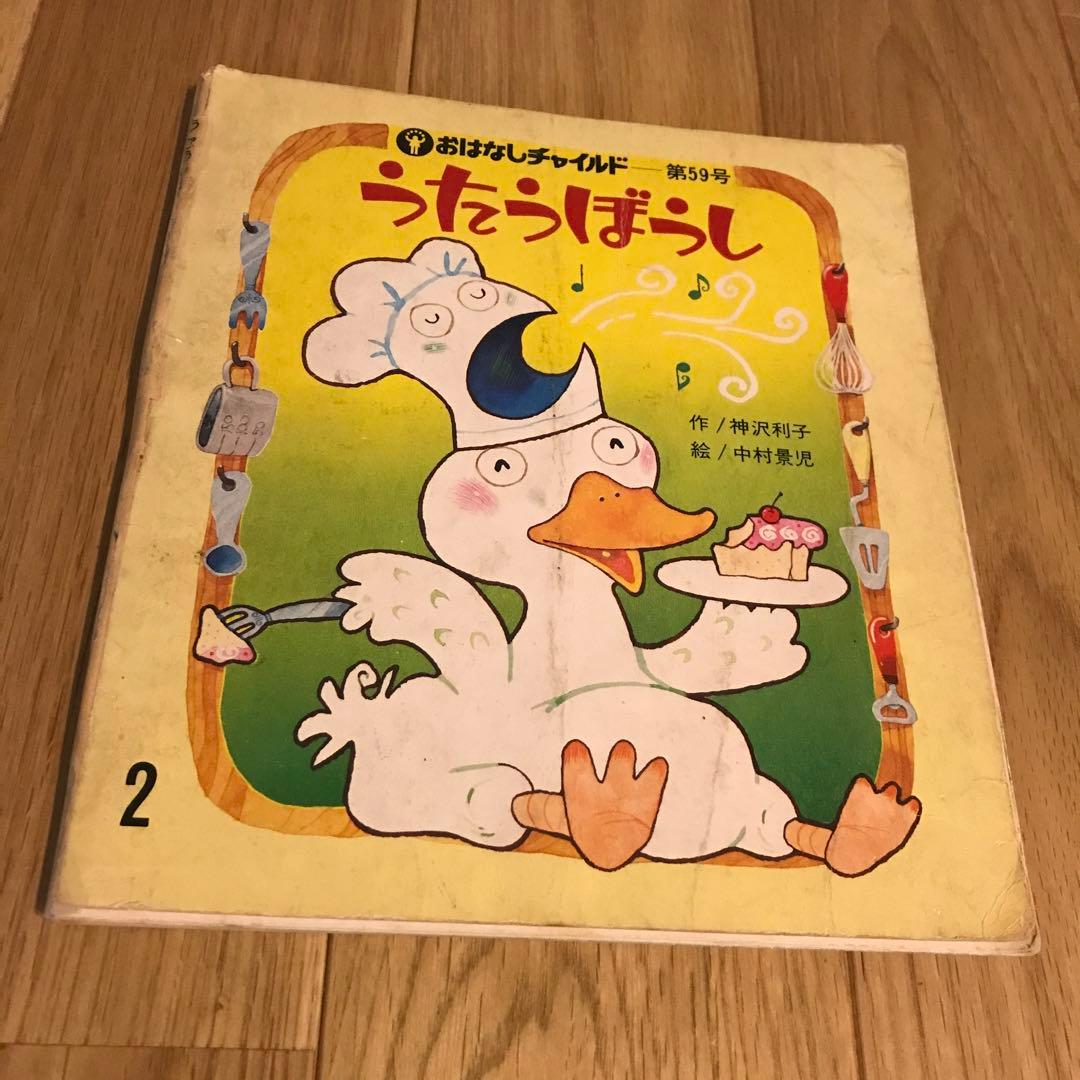 おはなしチャイルド──第59号
うたうぼうし
作/神沢利子
絵/中村景児
2